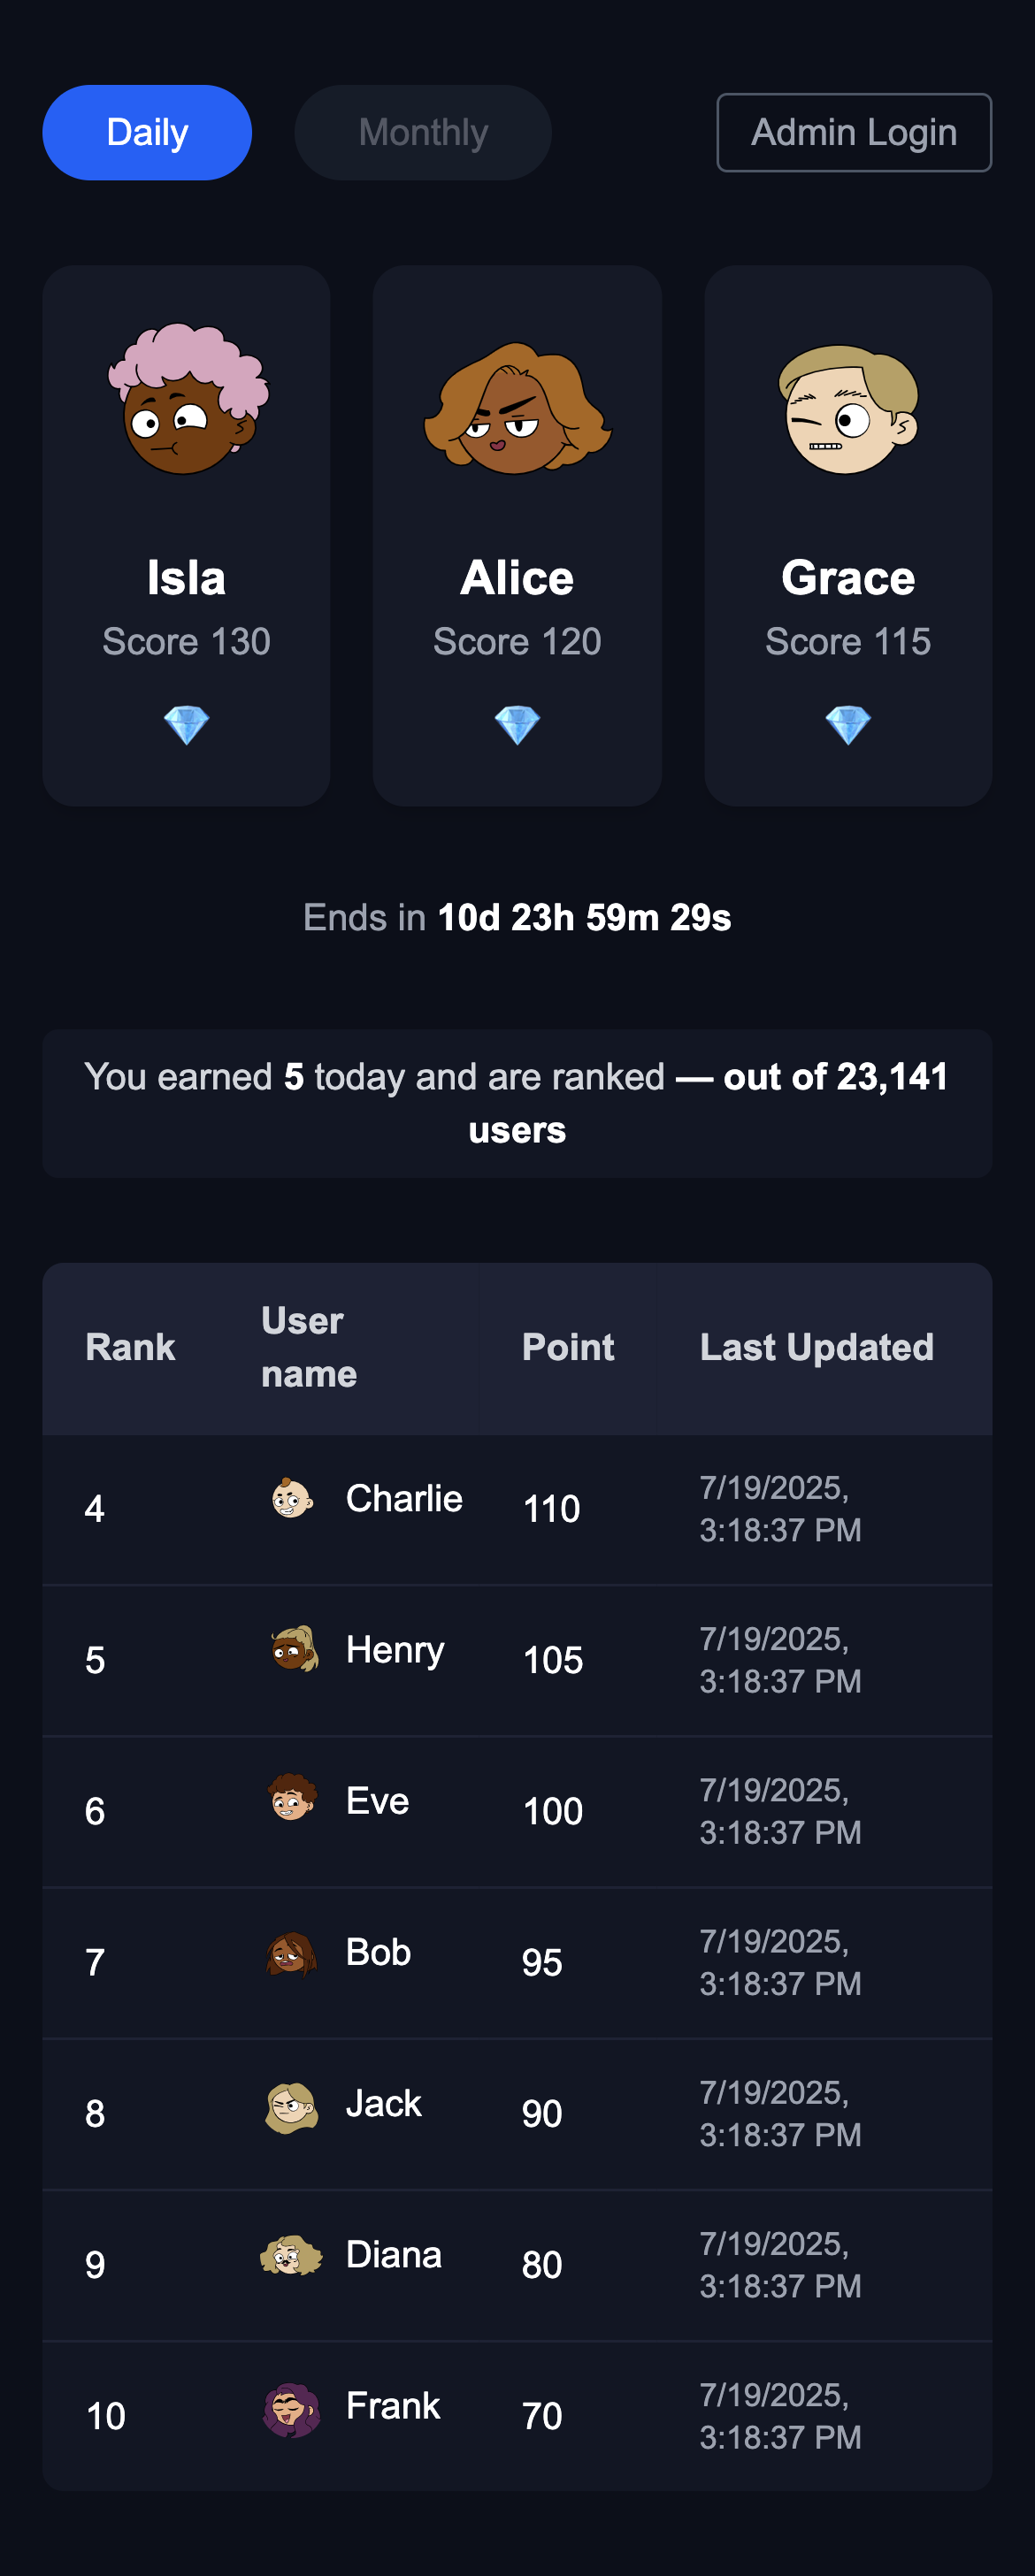 Daily Monthly Admin Login
Isla Alice Grace
Score 130 Score 120 Score 115
Ends in 10d 23h 59m 29s
You earned 5 today and are ranked — out of 23,141
users
Rank User name Point Last Updated
4 Charlie 110 7/19/2025,
3:18:37 PM
5 Henry 105 7/19/2025,
3:18:37 PM
6 Eve 100 7/19/2025,
3:18:37 PM
7 Bob 95 7/19/2025,
3:18:37 PM
8 Jack 90 7/19/2025,
3:18:37 PM
9 Diana 80 7/19/2025,
3:18:37 PM
10 Frank 70 7/19/2025,
3:18:37 PM